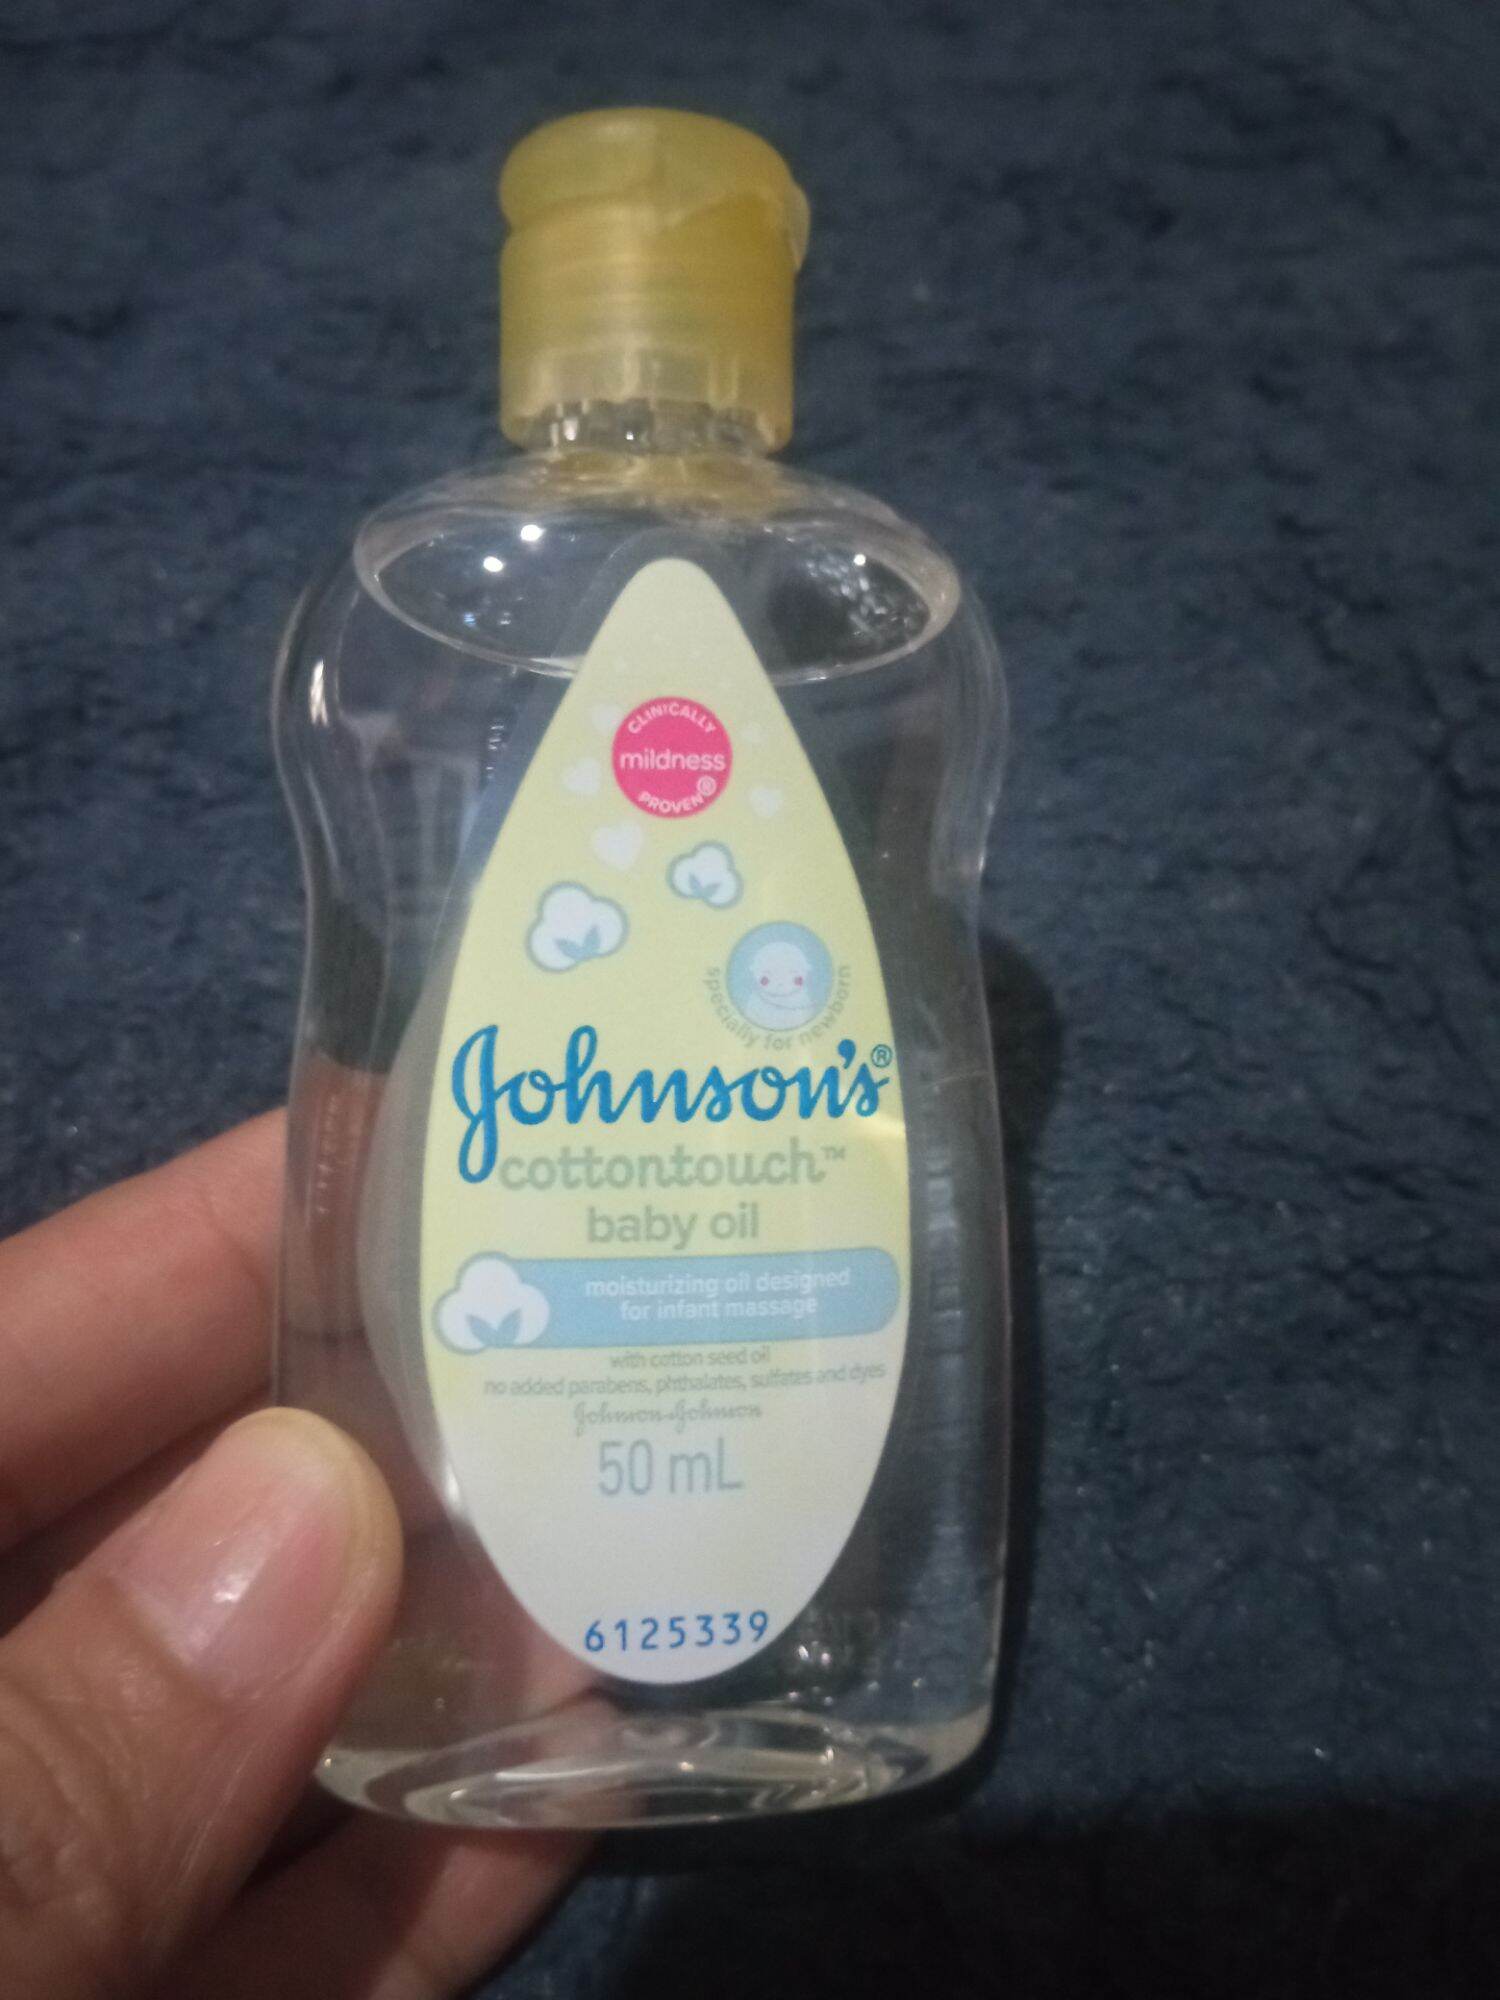 CLINICALLY
mildness
PROVEN®
specially for newborn
Johnson's®
cottontouch™
baby oil
moisturizing oil designed
for infant massage
with cotton seed oil
no added parabens, phthalates, sulfates and dyes
Johnson & Johnson
50 mL
6125339